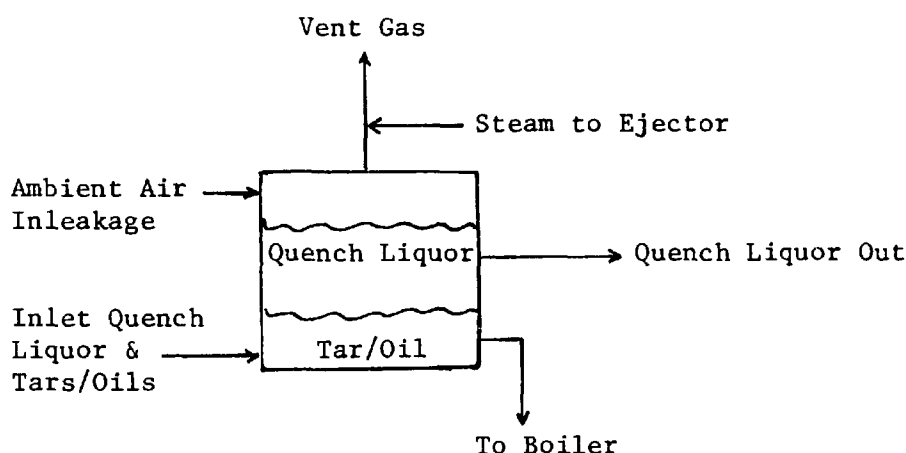 Vent Gas
Steam to Ejector
Ambient Air
Inleakage
Quench Liquor
Quench Liquor Out
Inlet Quench
Liquor &
Tars/Oils
Tar/Oil
To Boiler